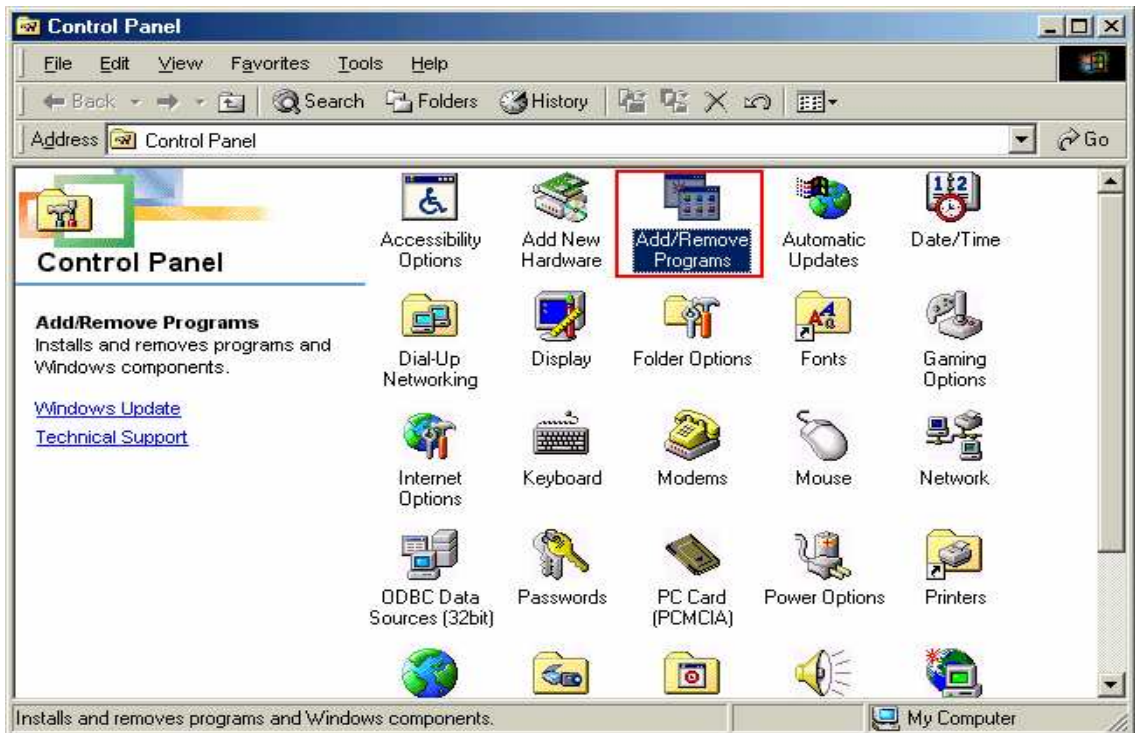 Control Panel
File Edit View Favorites Tools Help
Back Search Folders History
Address Control Panel Go
Control Panel
Add/Remove Programs
Installs and removes programs and
Windows components.
Windows Update
Technical Support
Accessibility
Options
Add New
Hardware
Add/Remove
Programs
Automatic
Updates
Date/Time
Dial-Up
Networking
Display
Folder Options
Fonts
Gaming
Options
Internet
Options
Keyboard
Modems
Mouse
Network
ODBC Data
Sources (32bit)
Passwords
PC Card
(PCMCIA)
Power Options
Printers
Installs and removes programs and Windows components.
My Computer